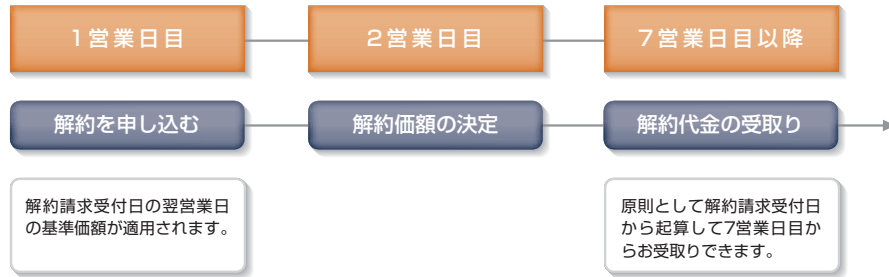 1営業日目
2営業日目
7営業日目以降
解約を申し込む
解約価額の決定
解約代金の受取り
解約請求受付日の翌営業日
の基準価額が適用されます。
原則として解約請求受付日
から起算して7営業日目か
らお受取りできます。